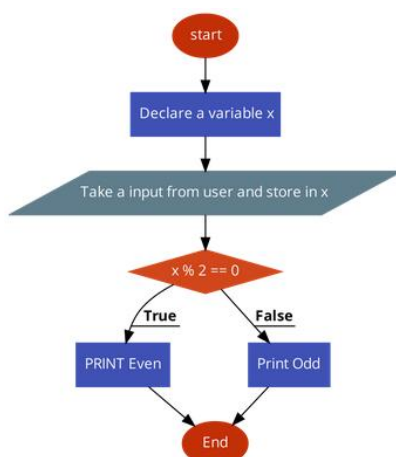 start
Declare a variable x
Take a input from user and store in x
x % 2 == 0
True
False
PRINT Even
Print Odd
End